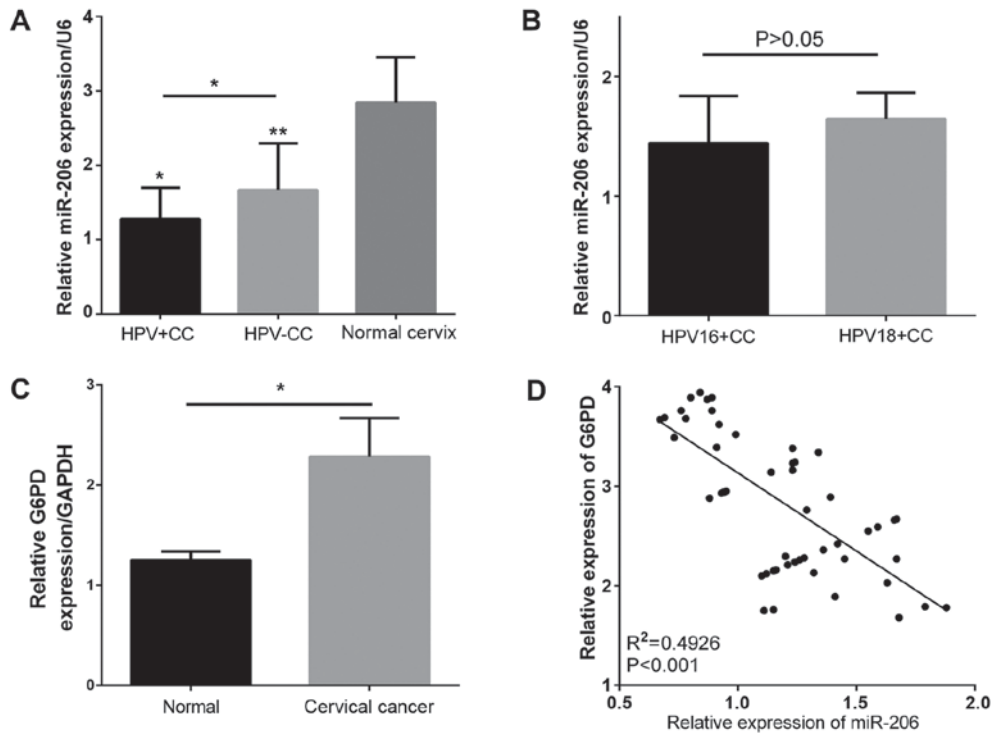 A
Relative miR-206 expression/U6
4
3
2
1
0
*
*
**
HPV+CC
HPV-CC
Normal cervix
B
Relative miR-206 expression/U6
2
1
0
P>0.05
HPV16+CC
HPV18+CC
C
Relative G6PD
expression/GAPDH
3
2
1
0
*
Normal
Cervical cancer
D
Relative expression of G6PD
4
3
2
1
R²=0.4926
P<0.001
0.5
1.0
1.5
2.0
Relative expression of miR-206